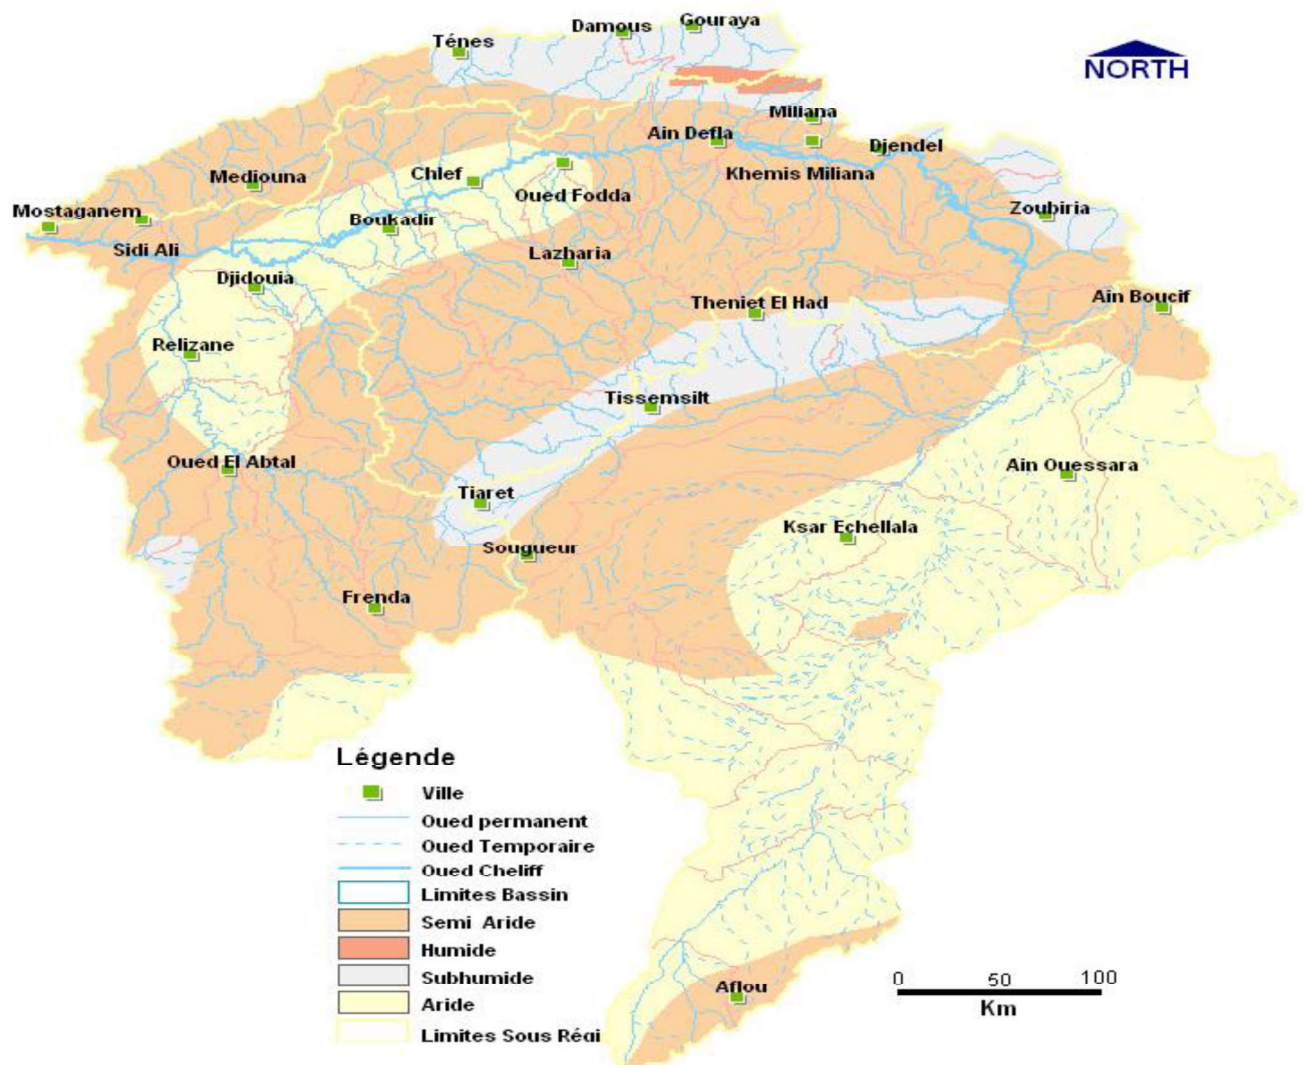 Gouraya
Damous
Ténes
NORTH
Miliana
Ain Defla
Djendel
Khemis Miliana
Chlef
Mediouna
Oued Fodda
Zoubiria
Mostaganem
Boukadir
Sidi Ali
Lazharia
Djidouia
Theniet El Had
Ain Boucif
Relizane
Tissemsilt
Oued El Abtal
Ain Ouessara
Tiaret
Ksar Echellala
Sougueur
Frenda
Légende
Ville
Oued permanent
Oued Temporaire
Oued Cheliff
Limites Bassin
Semi Aride
Humide
Subhumide
Aride
Limites Sous Régi
Aflou
0 50 100
Km